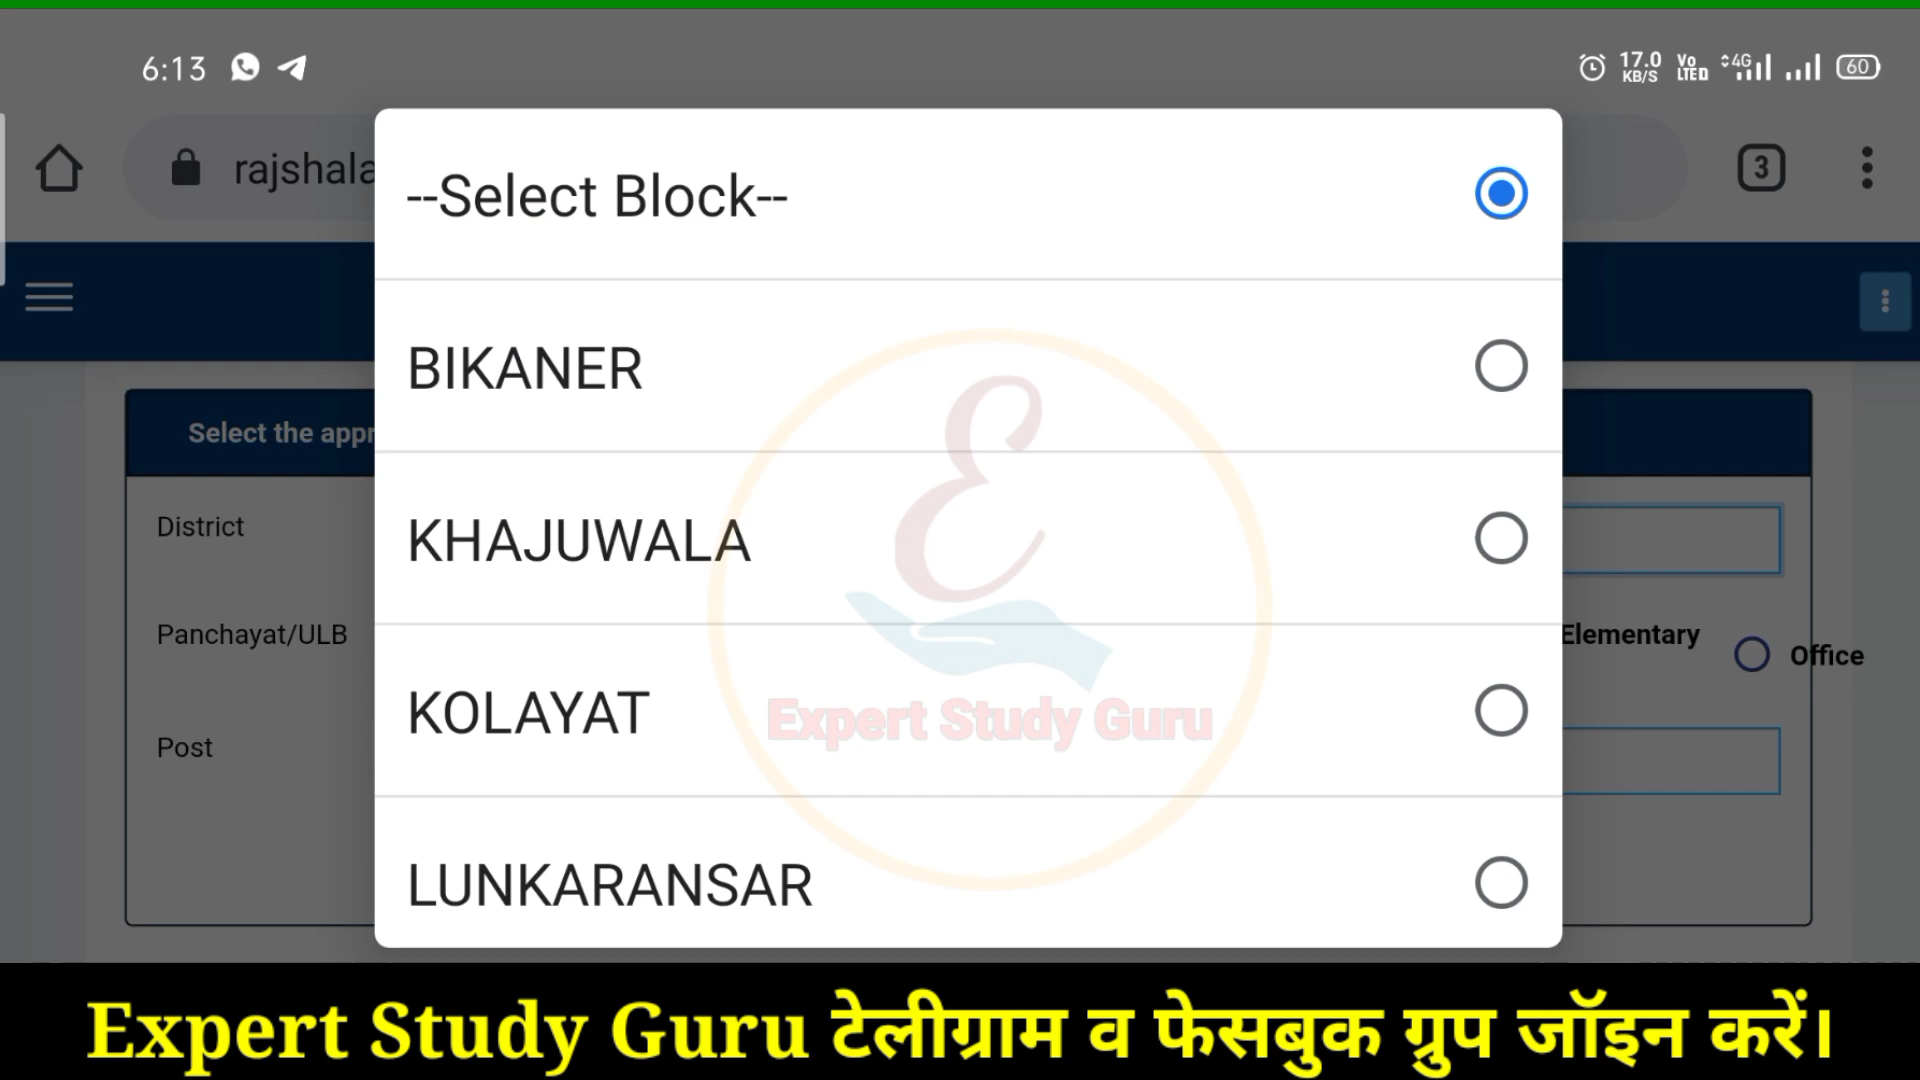 6:13
17.0
KB/S
Vo
LTE
4G
60
rajshala
3
--Select Block--
BIKANER
KHAJUWALA
KOLAYAT
LUNKARANSAR
Select the appr
District
Panchayat/ULB
Elementary
Office
Post
Expert Study Guru
Expert Study Guru टेलीग्राम व फेसबुक ग्रुप जॉइन करें।